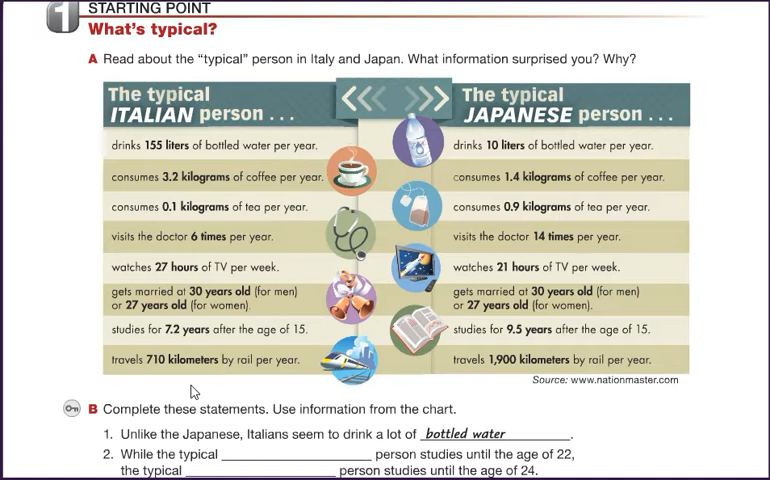 1 STARTING POINT
What's typical?
A Read about the "typical" person in Italy and Japan. What information surprised you? Why?
The typical
ITALIAN person . . .
drinks 155 liters of bottled water per year.
consumes 3.2 kilograms of coffee per year.
consumes 0.1 kilograms of tea per year.
visits the doctor 6 times per year.
watches 27 hours of TV per week.
gets married at 30 years old (for men)
or 27 years old (for women).
studies for 7.2 years after the age of 15.
travels 710 kilometers by rail per year.
The typical
JAPANESE person . . .
drinks 10 liters of bottled water per year.
consumes 1.4 kilograms of coffee per year.
consumes 0.9 kilograms of tea per year.
visits the doctor 14 times per year.
watches 21 hours of TV per week.
gets married at 30 years old (for men)
or 27 years old (for women).
studies for 9.5 years after the age of 15.
travels 1,900 kilometers by rail per year.
Source: www.nationmaster.com
B Complete these statements. Use information from the chart.
1. Unlike the Japanese, Italians seem to drink a lot of bottled water.
2. While the typical ____________________ person studies until the age of 22,
the typical ____________________ person studies until the age of 24.